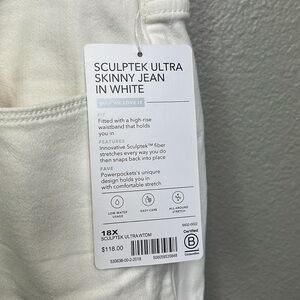 SCULPTEK ULTRA
SKINNY JEAN
IN WHITE
WHY WE LOVE IT
FIT
Fitted with a high-rise
waistband that holds
you in
FEATURES
Innovative Sculptek™ fiber
stretches every way you do
then snaps back into place
PAVE
Powerpockets's unique
design holds you in
with comfortable stretch
LOW WATER
USAGE
EASY CARE
ALL AROUND
STRETCH
18X
SCULPTEK ULTRA WTDM
$118.00
Certified
B
Corporation